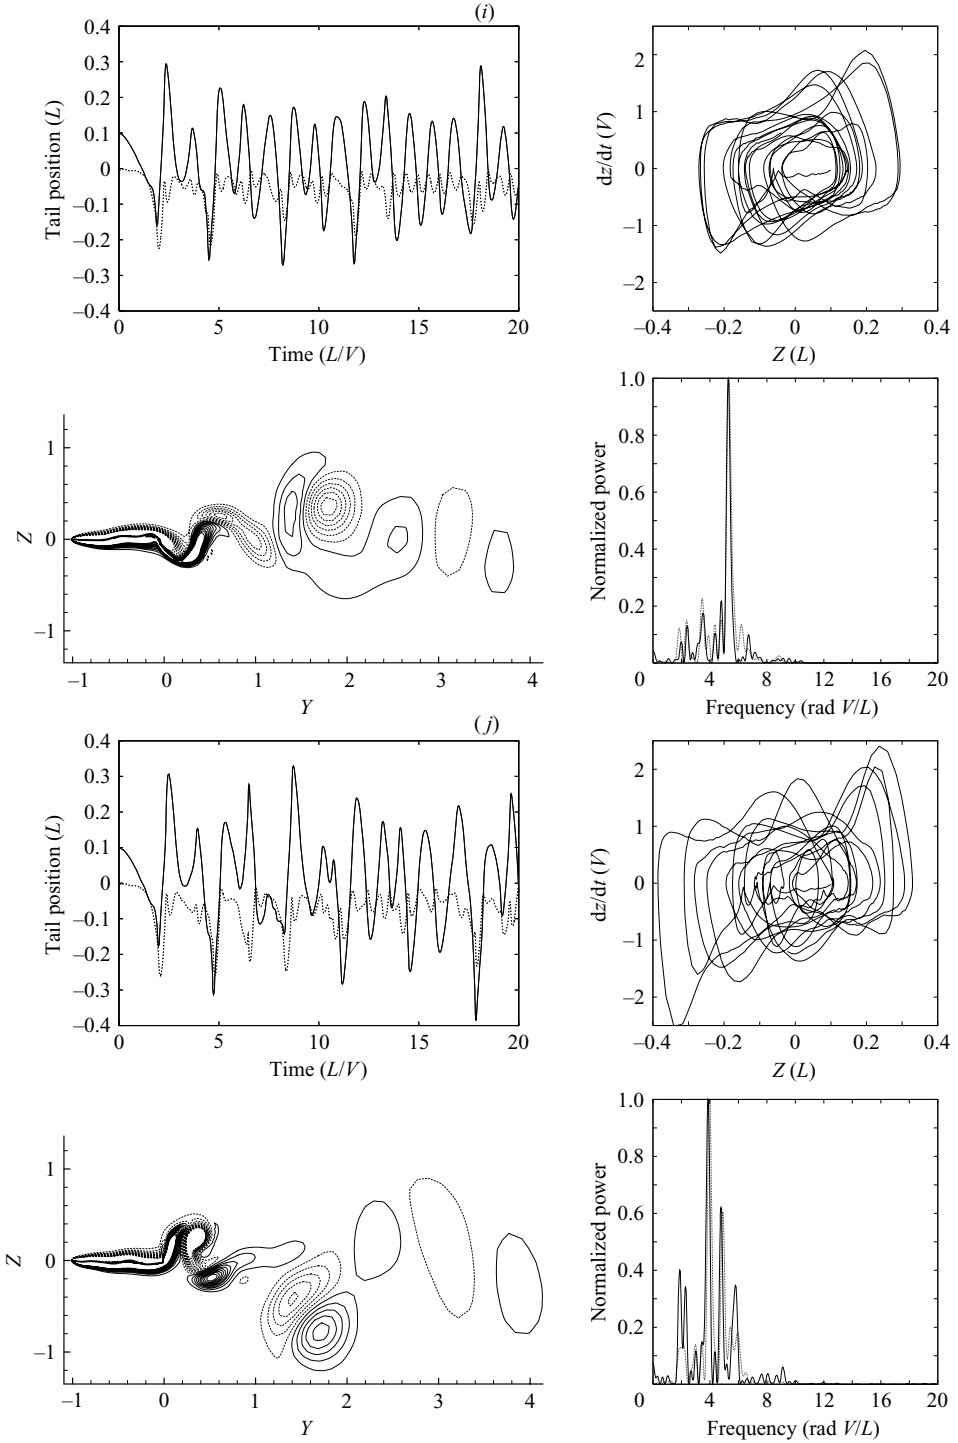 (i)
0.4
0.3
0.2
0.1
0
–0.1
–0.2
–0.3
–0.4
Tail position (L)
0 5 10 15 20
Time (L/V)
2
1
0
–1
–2
dz/dt (V)
–0.4 –0.2 0 0.2 0.4
Z (L)
1
0
–1
Z
–1 0 1 2 3 4
Y
1.0
0.8
0.6
0.4
0.2
Normalized power
0 4 8 12 16 20
Frequency (rad V/L)
(j)
0.4
0.3
0.2
0.1
0
–0.1
–0.2
–0.3
–0.4
Tail position (L)
0 5 10 15 20
Time (L/V)
2
1
0
–1
–2
dz/dt (V)
–0.4 –0.2 0 0.2 0.4
Z (L)
1
0
–1
Z
–1 0 1 2 3 4
Y
1.0
0.8
0.6
0.4
0.2
Normalized power
0 4 8 12 16 20
Frequency (rad V/L)